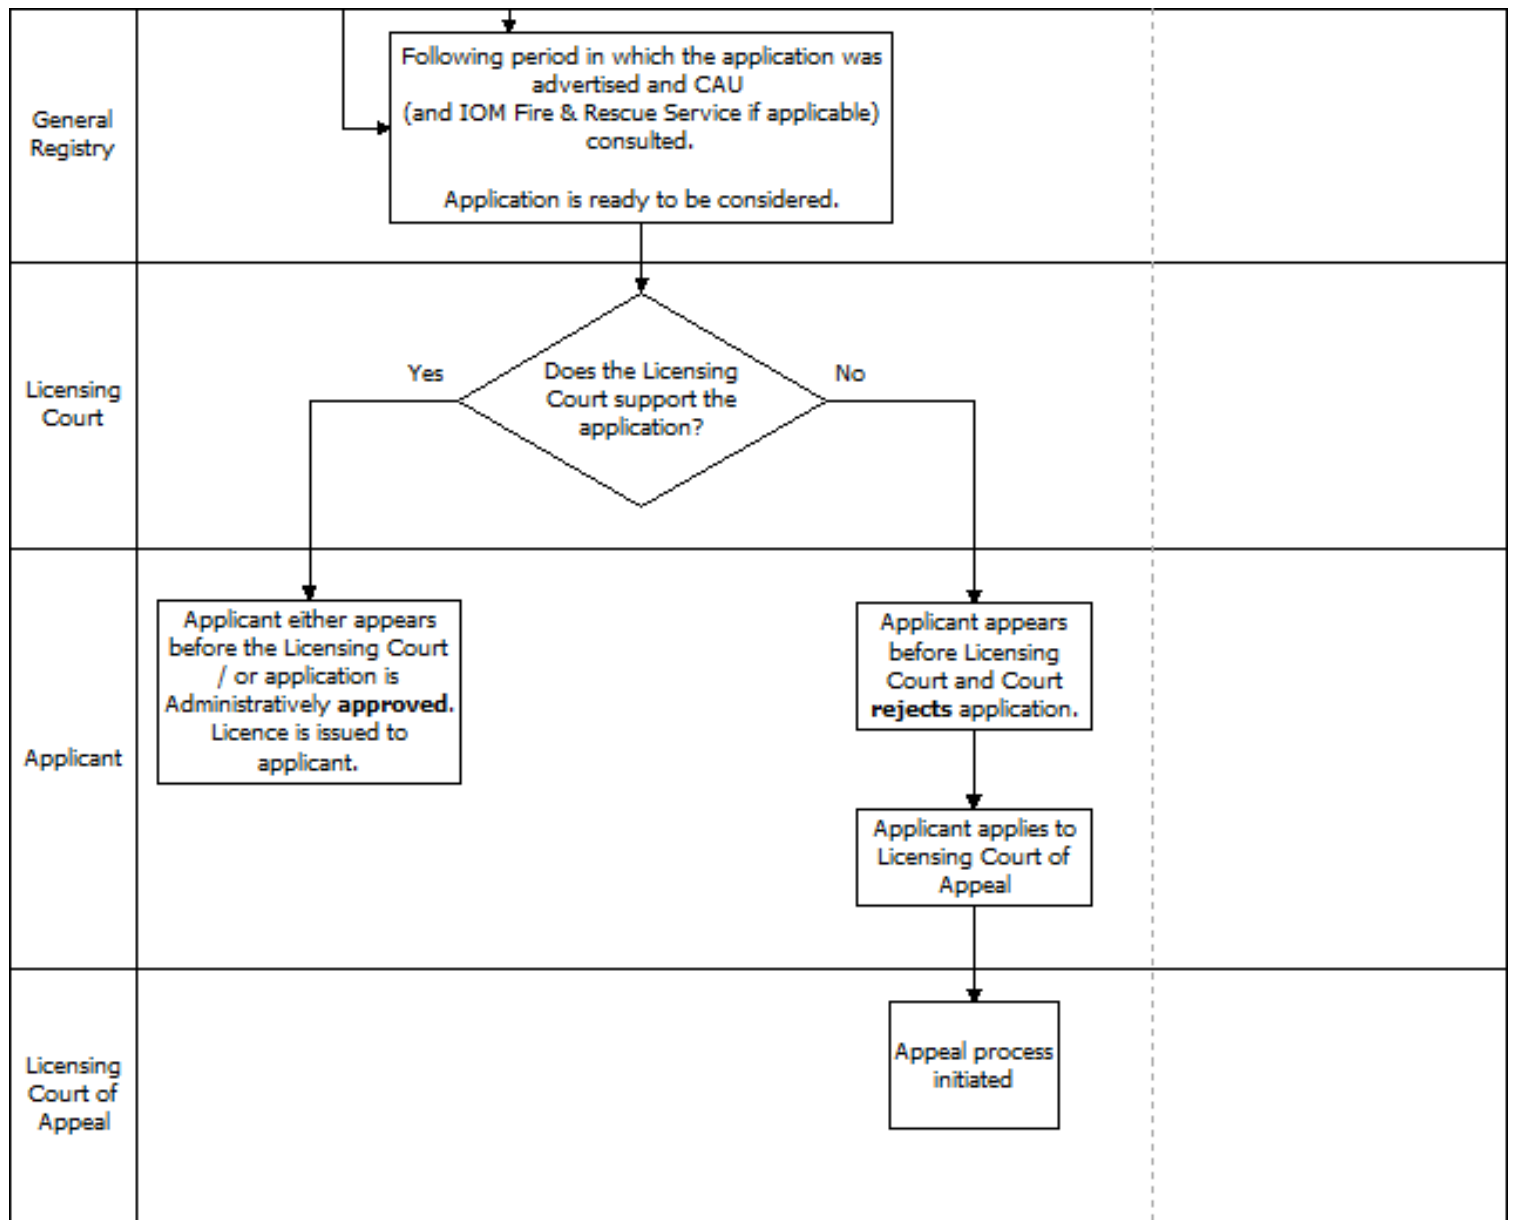 General
Registry
Following period in which the application was
advertised and CAU
(and IOM Fire & Rescue Service if applicable)
consulted.
Application is ready to be considered.
Licensing
Court
Yes
Does the Licensing
Court support the
application?
No
Applicant
Applicant either appears
before the Licensing Court
/ or application is
Administratively approved.
Licence is issued to
applicant.
Applicant appears
before Licensing
Court and Court
rejects application.
Applicant applies to
Licensing Court of
Appeal
Licensing
Court of
Appeal
Appeal process
initiated